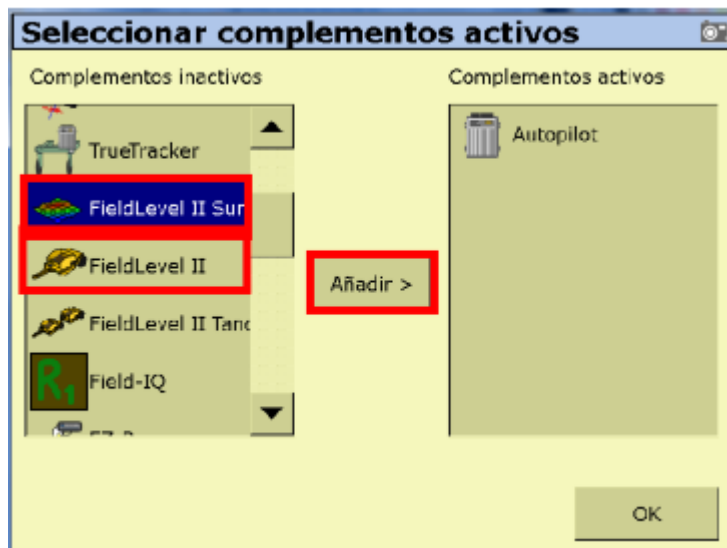 Seleccionar complementos activos
Complementos inactivos
Complementos activos
TrueTracker
FieldLevel II Sur
FieldLevel II
FieldLevel II Tand
Field-IQ
Autopilot
Añadir >
OK